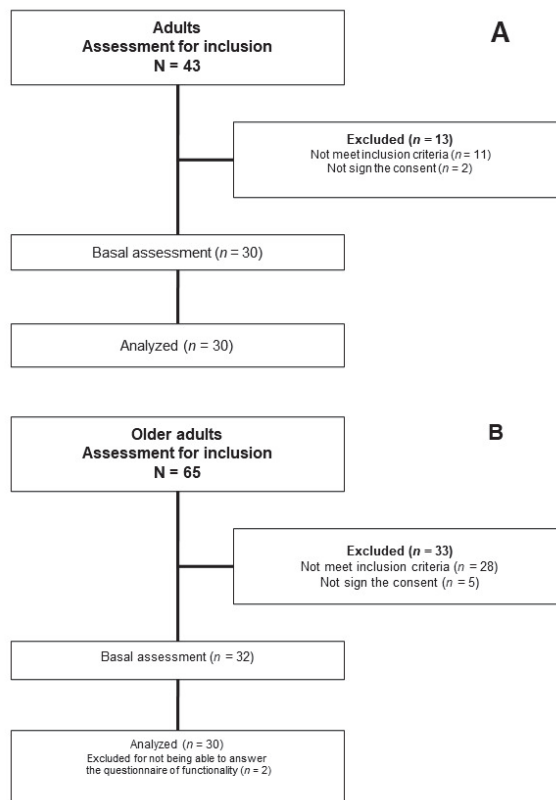 Adults
Assessment for inclusion
N = 43
A
Excluded (n = 13)
Not meet inclusion criteria (n = 11)
Not sign the consent (n = 2)
Basal assessment (n = 30)
Analyzed (n = 30)
Older adults
Assessment for inclusion
N = 65
B
Excluded (n = 33)
Not meet inclusion criteria (n = 28)
Not sign the consent (n = 5)
Basal assessment (n = 32)
Analyzed (n = 30)
Excluded for not being able to answer
the questionnaire of functionality (n = 2)